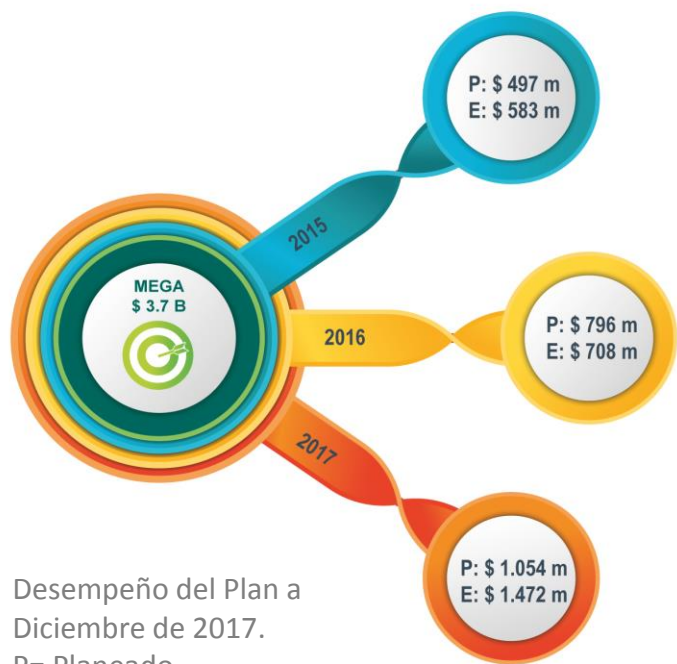 P: $ 497 m
E: $ 583 m
2015
MEGA
$ 3.7 B
2016
P: $ 796 m
E: $ 708 m
2017
P: $ 1.054 m
E: $ 1.472 m
Desempeño del Plan a
Diciembre de 2017.
P= Planeado